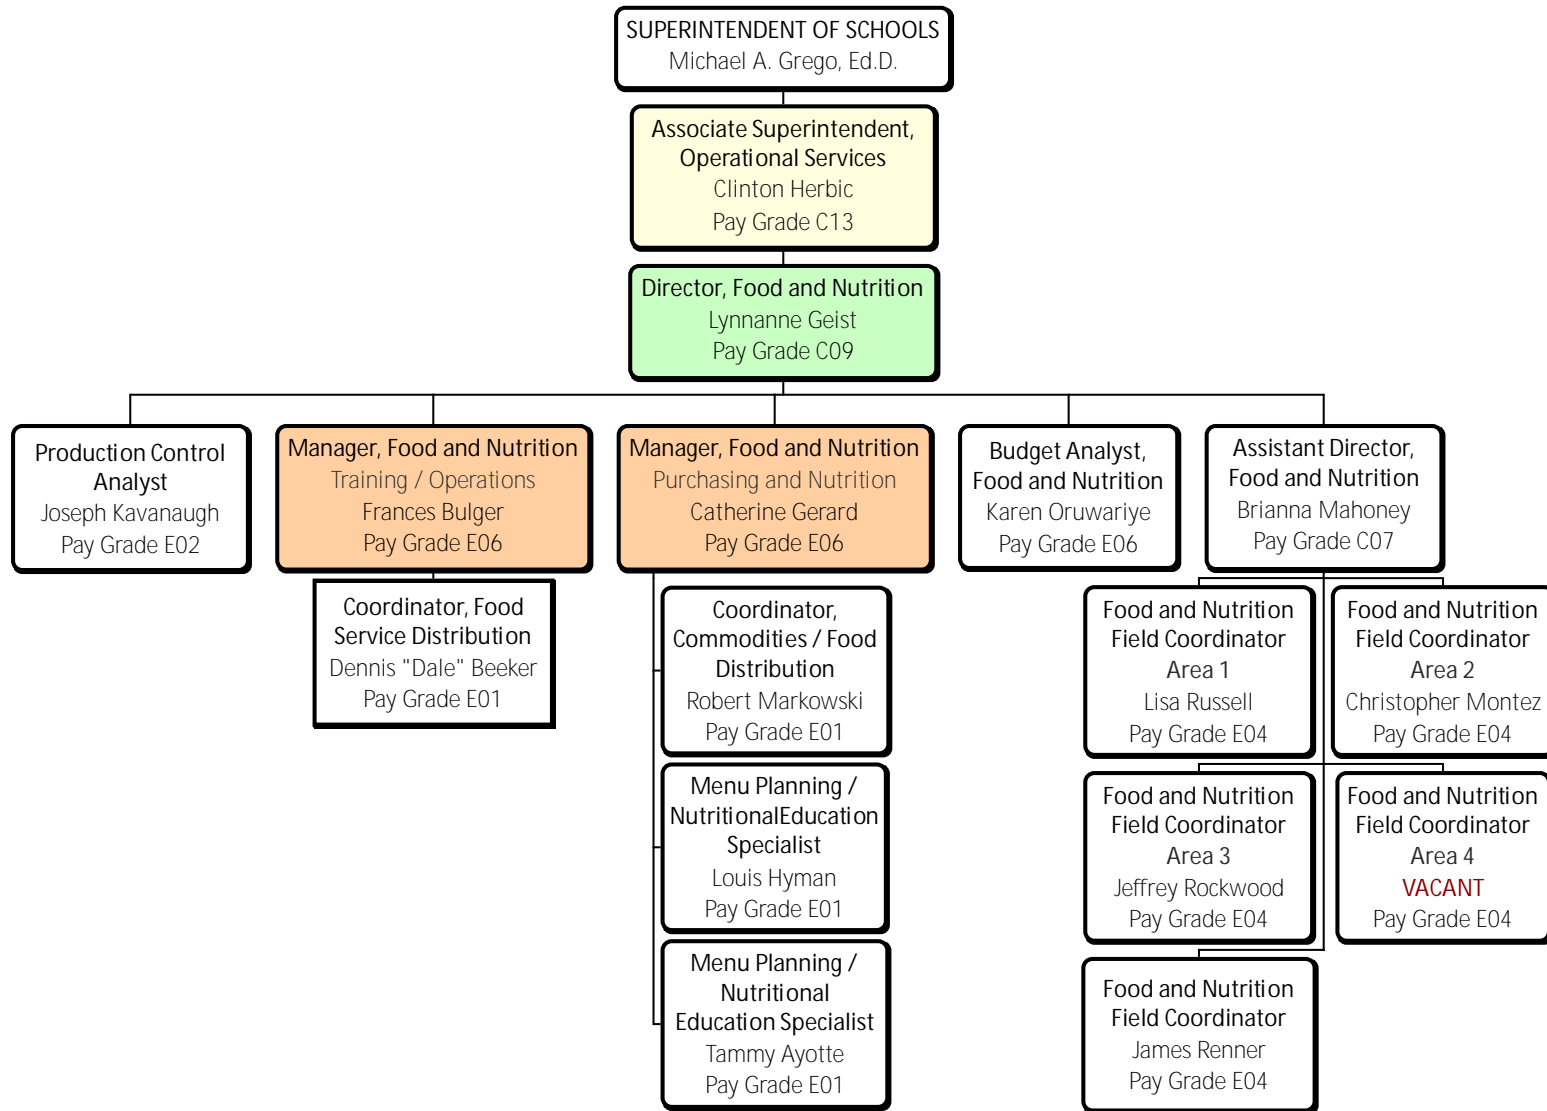 SUPERINTENDENT OF SCHOOLS
Michael A. Grego, Ed.D.
Associate Superintendent,
Operational Services
Clinton Herbic
Pay Grade C13
Director, Food and Nutrition
Lynnanne Geist
Pay Grade C09
Production Control
Analyst
Joseph Kavanaugh
Pay Grade E02
Manager, Food and Nutrition
Training / Operations
Frances Bulger
Pay Grade E06
Manager, Food and Nutrition
Purchasing and Nutrition
Catherine Gerard
Pay Grade E06
Budget Analyst,
Food and Nutrition
Karen Oruwariye
Pay Grade E06
Assistant Director,
Food and Nutrition
Brianna Mahoney
Pay Grade C07
Coordinator, Food
Service Distribution
Dennis "Dale" Beeker
Pay Grade E01
Coordinator,
Commodities / Food
Distribution
Robert Markowski
Pay Grade E01
Menu Planning /
NutritionalEducation
Specialist
Louis Hyman
Pay Grade E01
Menu Planning /
Nutritional
Education Specialist
Tammy Ayotte
Pay Grade E01
Food and Nutrition
Field Coordinator
Area 1
Lisa Russell
Pay Grade E04
Food and Nutrition
Field Coordinator
Area 2
Christopher Montez
Pay Grade E04
Food and Nutrition
Field Coordinator
Area 3
Jeffrey Rockwood
Pay Grade E04
Food and Nutrition
Field Coordinator
Area 4
VACANT
Pay Grade E04
Food and Nutrition
Field Coordinator
James Renner
Pay Grade E04